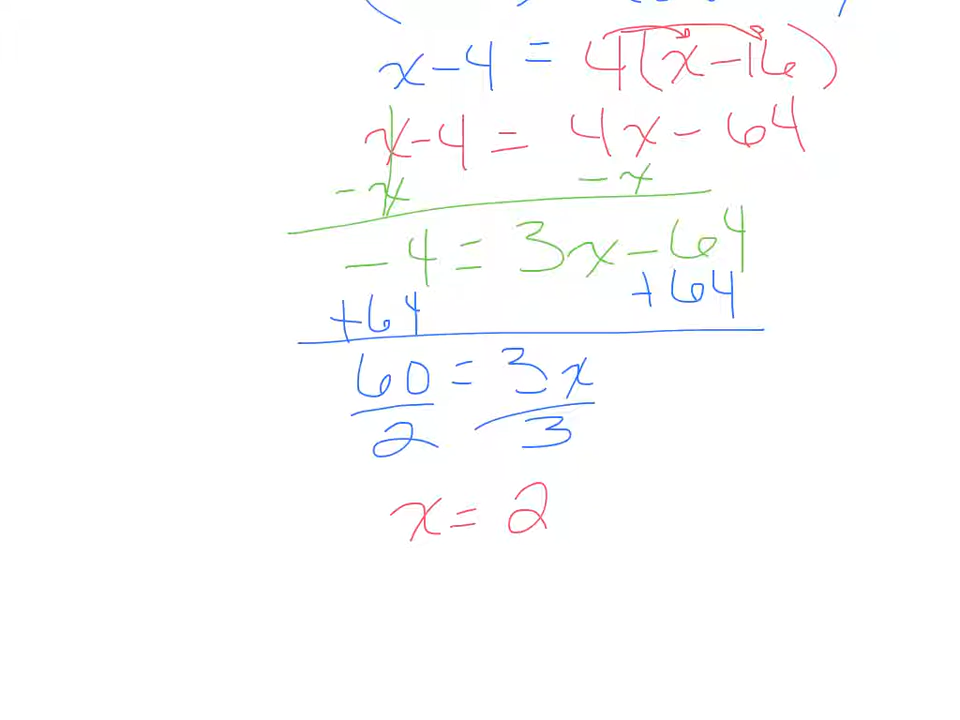 x-4 = 4(x-16)
x-4 = 4x - 64
-x -x
-4 = 3x - 64
+64 +64
60 = 3x
2 3
x = 2